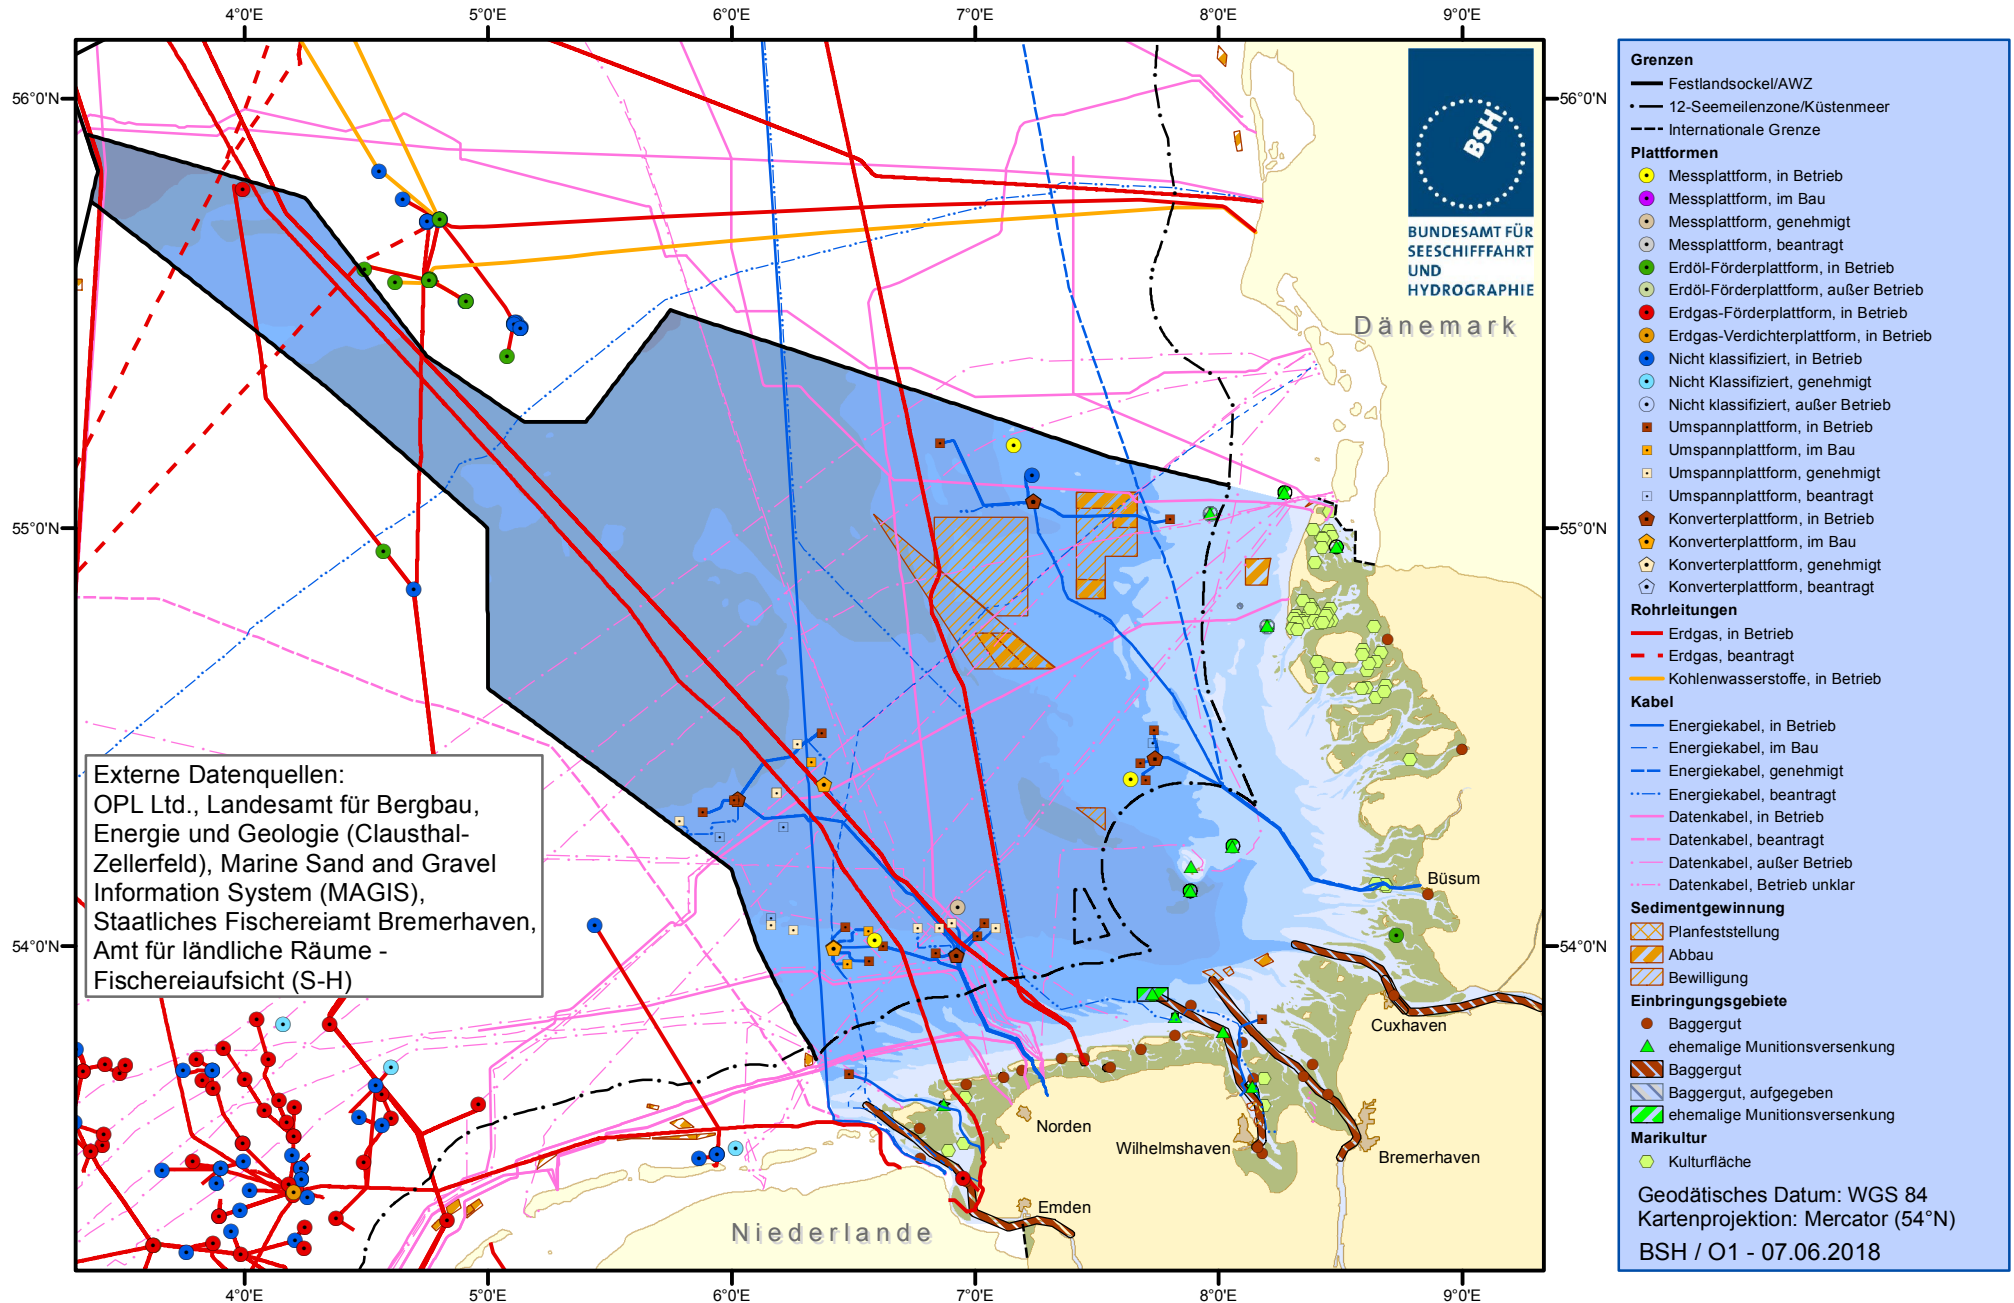 4°0'E 5°0'E 6°0'E 7°0'E 8°0'E 9°0'E
56°0'N 56°0'N
55°0'N 55°0'N
54°0'N 54°0'N
BSH
BUNDESAMT FÜR
SEESCHIFFFAHRT
UND
HYDROGRAPHIE
Dänemark
Externe Datenquellen:
OPL Ltd., Landesamt für Bergbau,
Energie und Geologie (Clausthal-
Zellerfeld), Marine Sand and Gravel
Information System (MAGIS),
Staatliches Fischereiamt Bremerhaven,
Amt für ländliche Räume -
Fischereiaufsicht (S-H)
Büsum
Cuxhaven
Norden
Wilhelmshaven
Bremerhaven
Emden
Niederlande
4°0'E 5°0'E 6°0'E 7°0'E 8°0'E 9°0'E
Grenzen
Festlandsockel/AWZ
12-Seemeilenzone/Küstenmeer
Internationale Grenze
Plattformen
Messplattform, in Betrieb
Messplattform, im Bau
Messplattform, genehmigt
Messplattform, beantragt
Erdöl-Förderplattform, in Betrieb
Erdöl-Förderplattform, außer Betrieb
Erdgas-Förderplattform, in Betrieb
Erdgas-Verdichterplattform, in Betrieb
Nicht klassifiziert, in Betrieb
Nicht Klassifiziert, genehmigt
Nicht klassifiziert, außer Betrieb
Umspannplattform, in Betrieb
Umspannplattform, im Bau
Umspannplattform, genehmigt
Umspannplattform, beantragt
Konverterplattform, in Betrieb
Konverterplattform, im Bau
Konverterplattform, genehmigt
Konverterplattform, beantragt
Rohrleitungen
Erdgas, in Betrieb
Erdgas, beantragt
Kohlenwasserstoffe, in Betrieb
Kabel
Energiekabel, in Betrieb
Energiekabel, im Bau
Energiekabel, genehmigt
Energiekabel, beantragt
Datenkabel, in Betrieb
Datenkabel, beantragt
Datenkabel, außer Betrieb
Datenkabel, Betrieb unklar
Sedimentgewinnung
Planfeststellung
Abbau
Bewilligung
Einbringungsgebiete
Baggergut
ehemalige Munitionsversenkung
Baggergut
Baggergut, aufgegeben
ehemalige Munitionsversenkung
Marikultur
Kulturfläche
Geodätisches Datum: WGS 84
Kartenprojektion: Mercator (54°N)
BSH / O1 - 07.06.2018